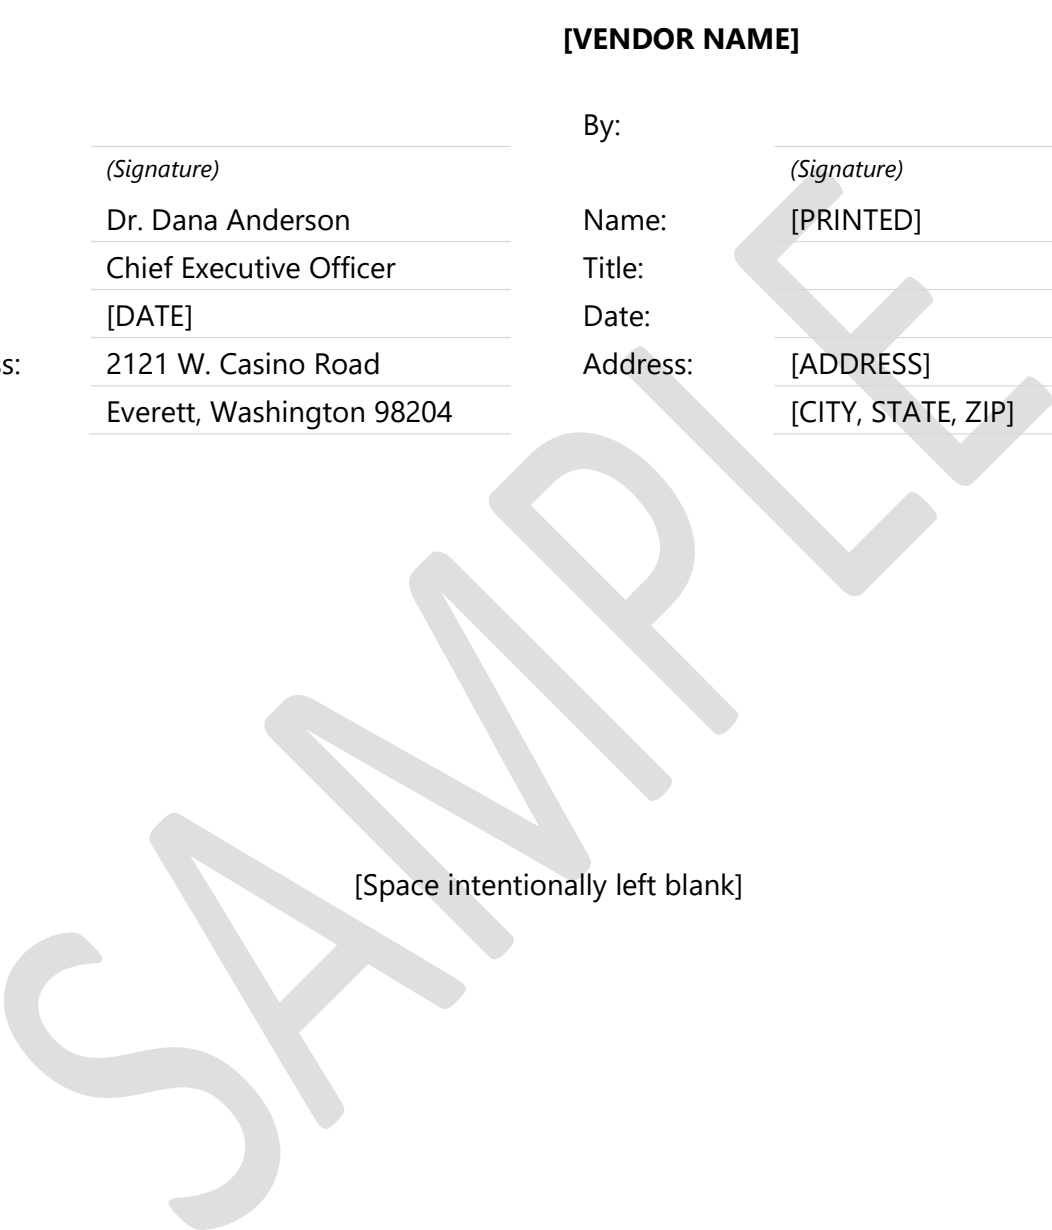 [VENDOR NAME]
By:
(Signature) (Signature)
Dr. Dana Anderson Name: [PRINTED]
Chief Executive Officer Title:
[DATE] Date:
s: 2121 W. Casino Road Address: [ADDRESS]
Everett, Washington 98204 [CITY, STATE, ZIP]
[Space intentionally left blank]
SAMPLE